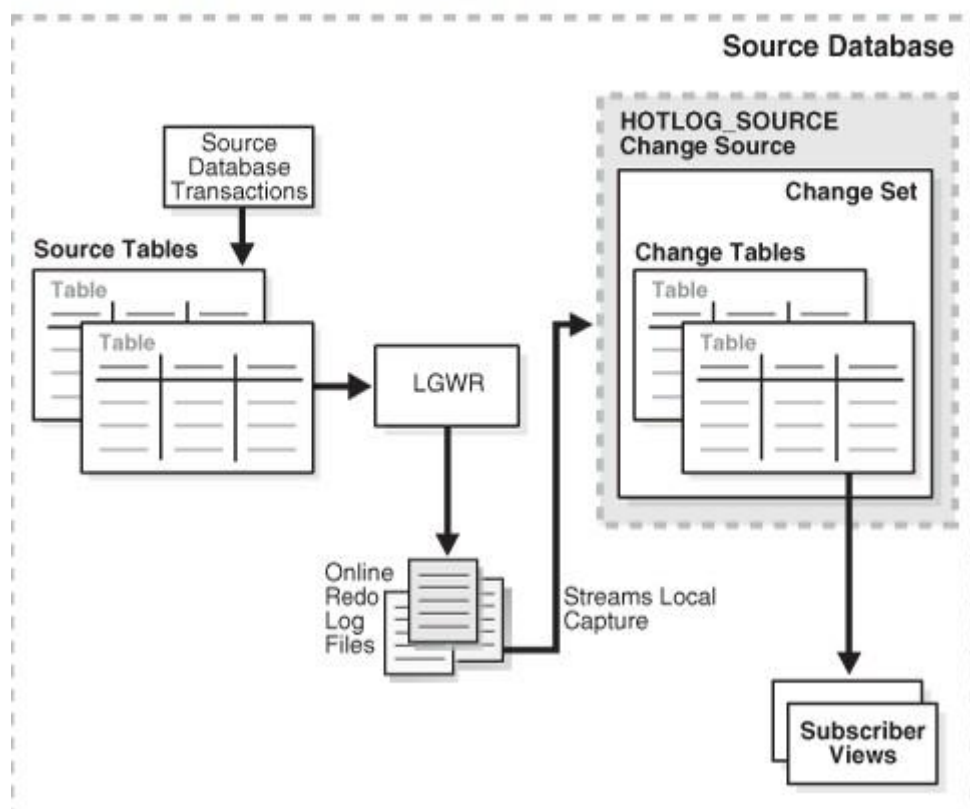 Source Database
HOTLOG_SOURCE
Change Source
Source
Database
Transactions
Change Set
Source Tables
Change Tables
Table
Table
Table
Table
LGWR
Online
Redo
Log
Files
Streams Local
Capture
Subscriber
Views